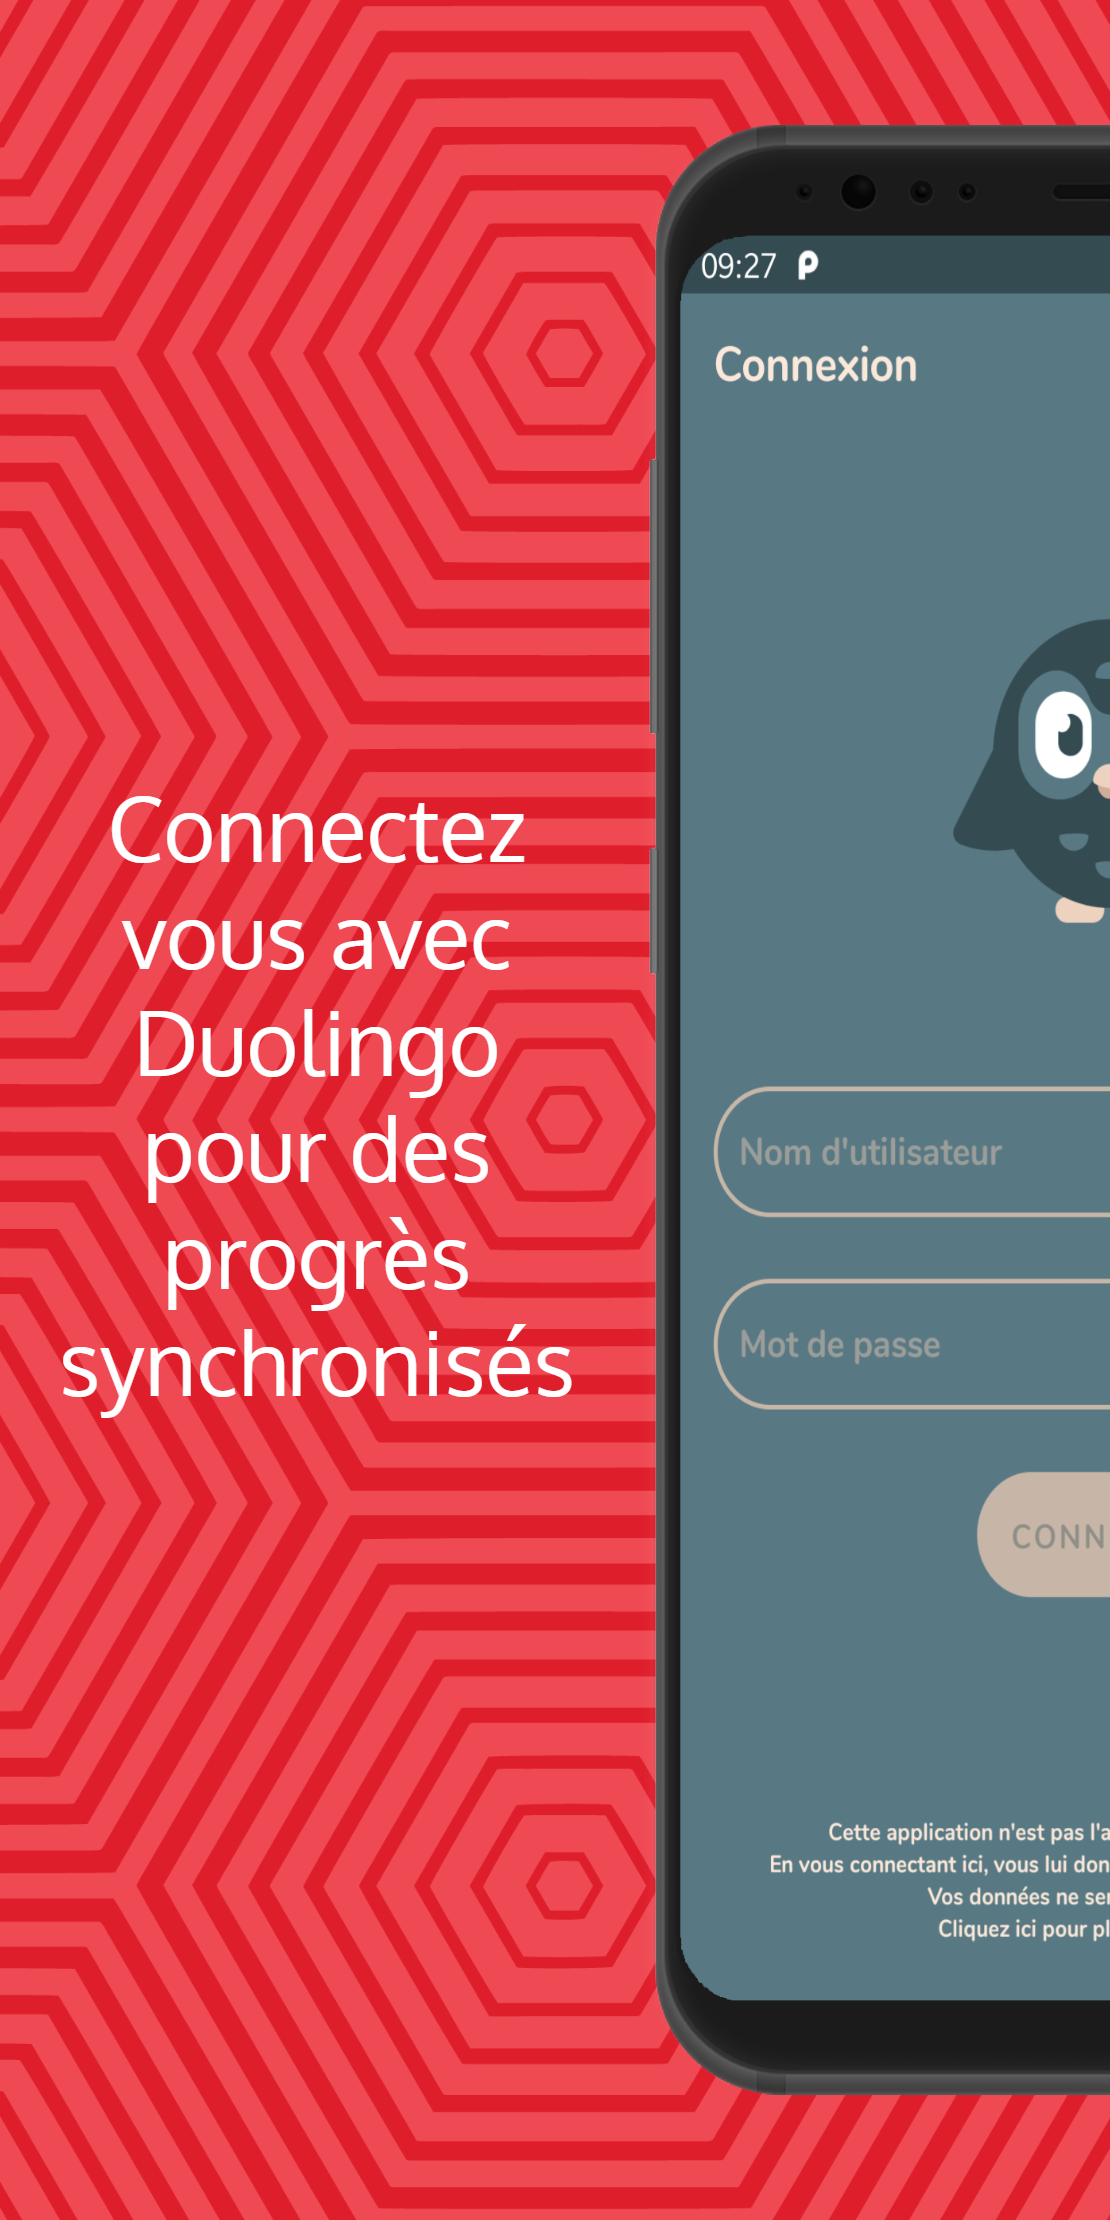 Connectez
vous avec
Duolingo
pour des
progrès
synchronisés
09:27
Connexion
Nom d'utilisateur
Mot de passe
CONN
Cette application n'est pas l'a
En vous connectant ici, vous lui don
Vos données ne ser
Cliquez ici pour pl